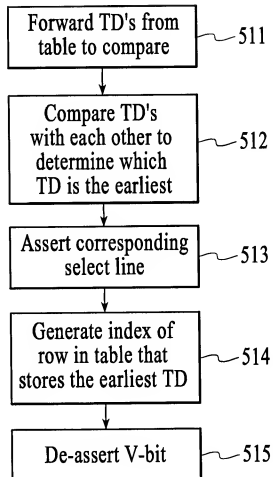 Forward TD's from
table to compare
511
Compare TD's
with each other to
determine which
TD is the earliest
512
Assert corresponding
select line
513
Generate index of
row in table that
stores the earliest TD
514
De-assert V-bit
515